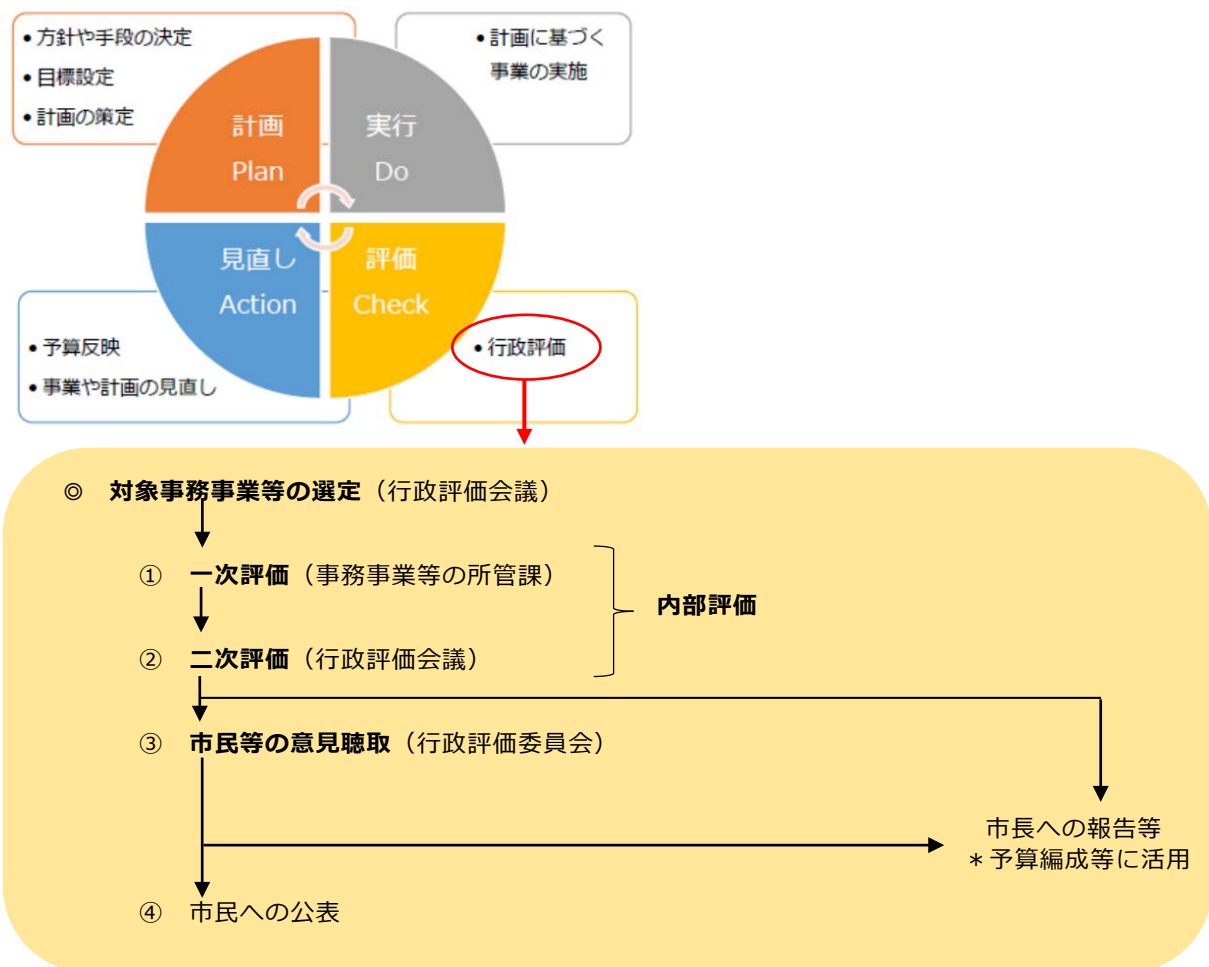 • 方針や手段の決定
• 目標設定
• 計画の策定
• 計画に基づく
事業の実施
計画
Plan
実行
Do
見直し
Action
評価
Check
• 予算反映
• 事業や計画の見直し
• 行政評価
◎ 対象事務事業等の選定（行政評価会議）
① 一次評価（事務事業等の所管課）
内部評価
② 二次評価（行政評価会議）
③ 市民等の意見聴取（行政評価委員会）
市長への報告等
＊予算編成等に活用
④ 市民への公表